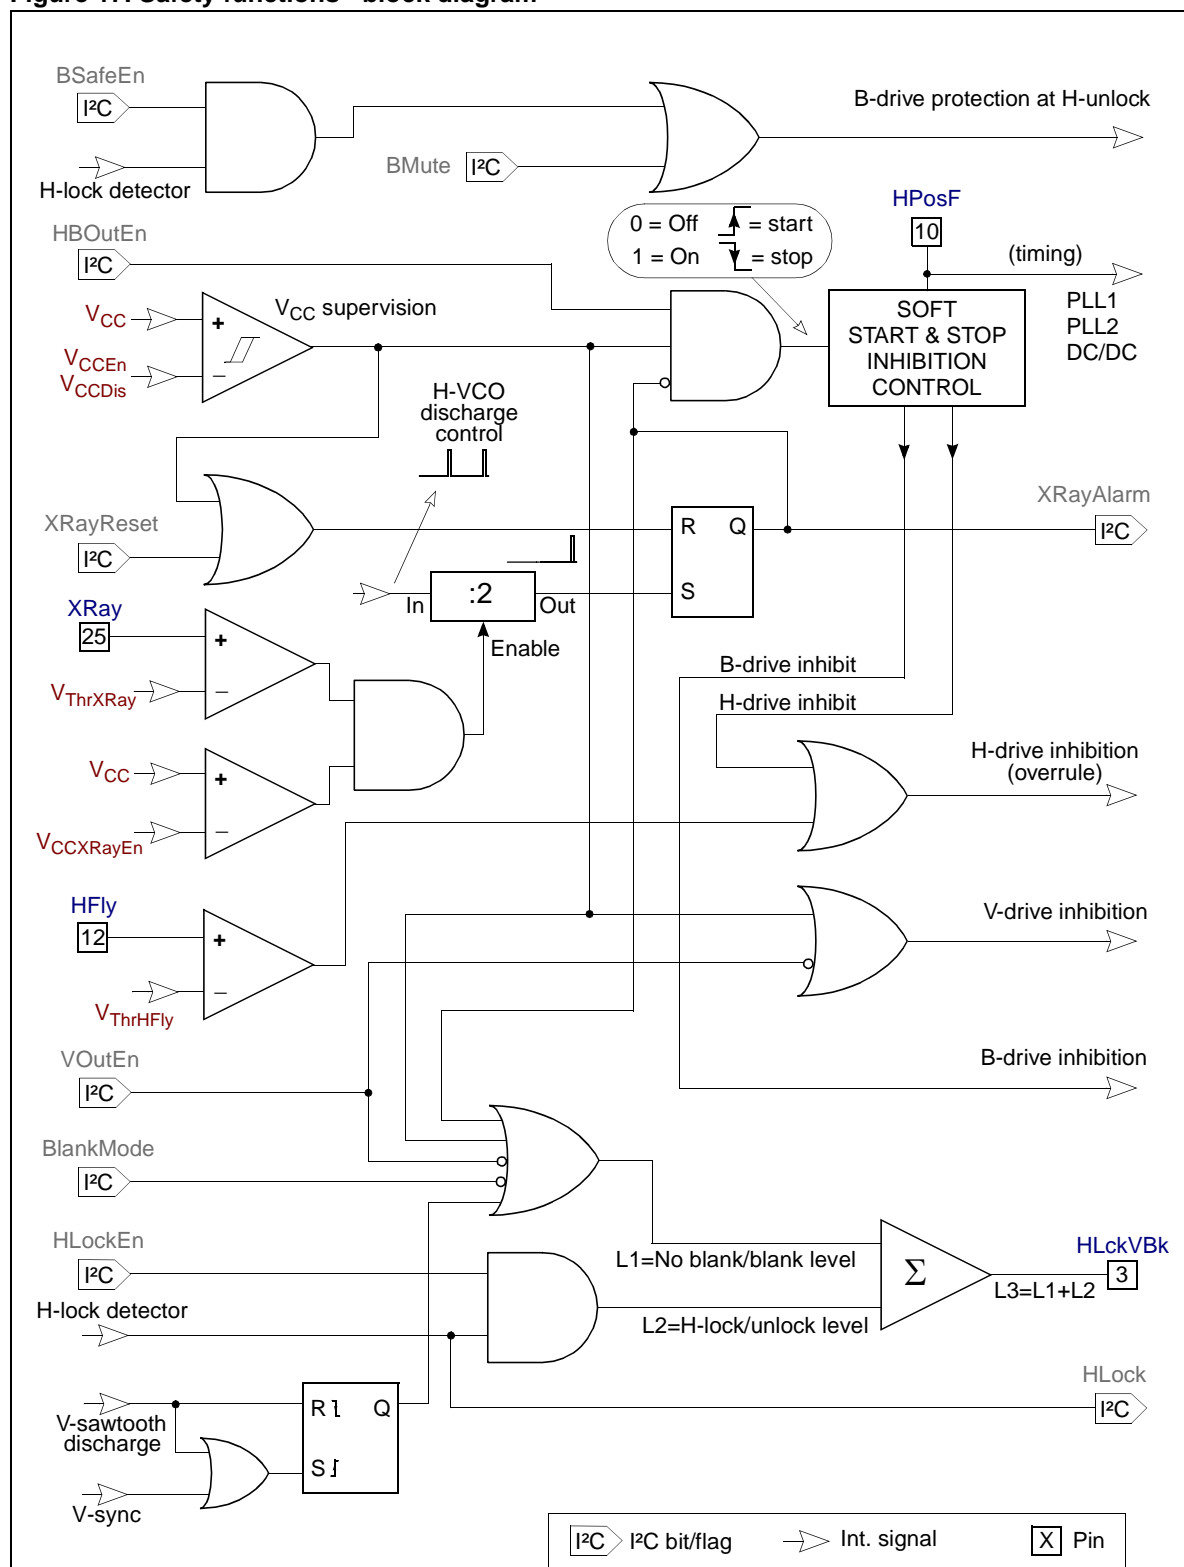 BSafeEn
I²C
H-lock detector
BMute
I²C
B-drive protection at H-unlock
HBOutEn
I²C
0 = Off = start
1 = On = stop
HPosF
10
(timing)
PLL1
PLL2
DC/DC
VCC
VCCEn
VCCDis
+
–
VCC supervision
SOFT
START & STOP
INHIBITION
CONTROL
H-VCO
discharge
control
XRayReset
I²C
R Q
S
XRayAlarm
I²C
In
:2
Out
Enable
XRay
25
+
–
VThrXRay
B-drive inhibit
H-drive inhibit
VCC
+
–
VCCXRayEn
H-drive inhibition
(overrule)
HFly
12
+
–
VThrHFly
V-drive inhibition
VOutEn
I²C
B-drive inhibition
BlankMode
I²C
HLockEn
I²C
L1=No blank/blank level
Σ
HLckVBk
3
L3=L1+L2
H-lock detector
L2=H-lock/unlock level
HLock
I²C
V-sawtooth
discharge
R Q
S
V-sync
I²C I²C bit/flag
Int. signal
X Pin